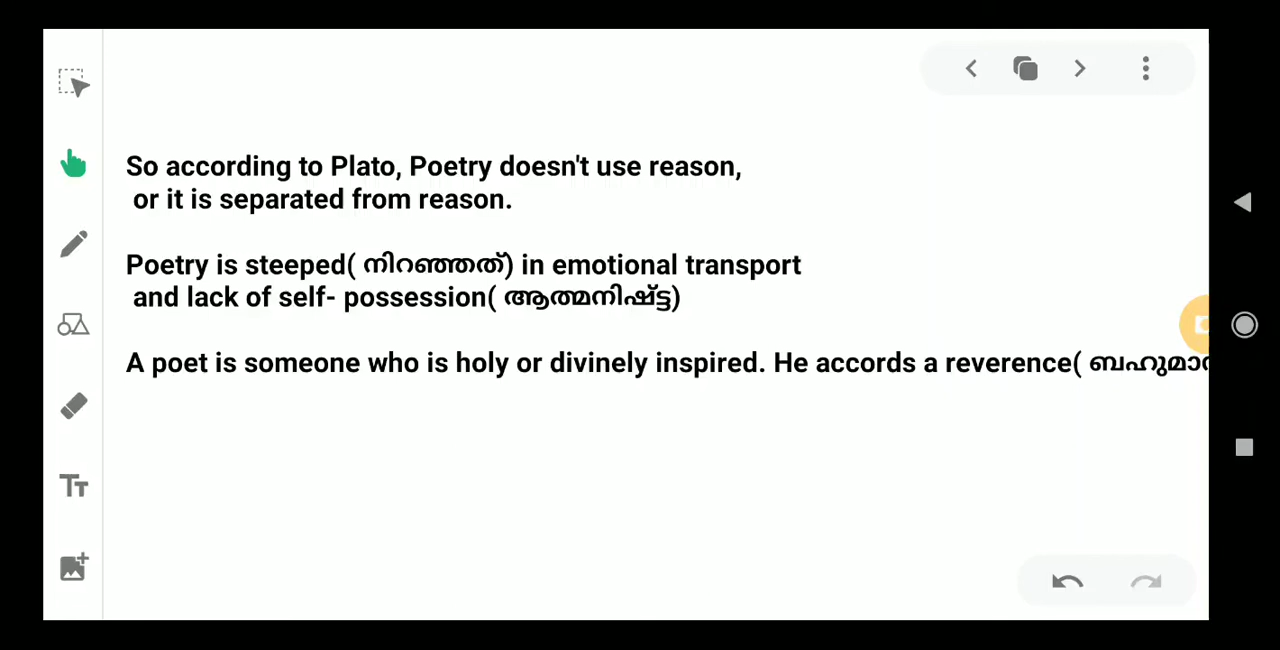 So according to Plato, Poetry doesn't use reason,
or it is separated from reason.
Poetry is steeped( നിറഞ്ഞത്) in emotional transport
and lack of self- possession( ആത്മനിഷ്ട്ട)
A poet is someone who is holy or divinely inspired. He accords a reverence(